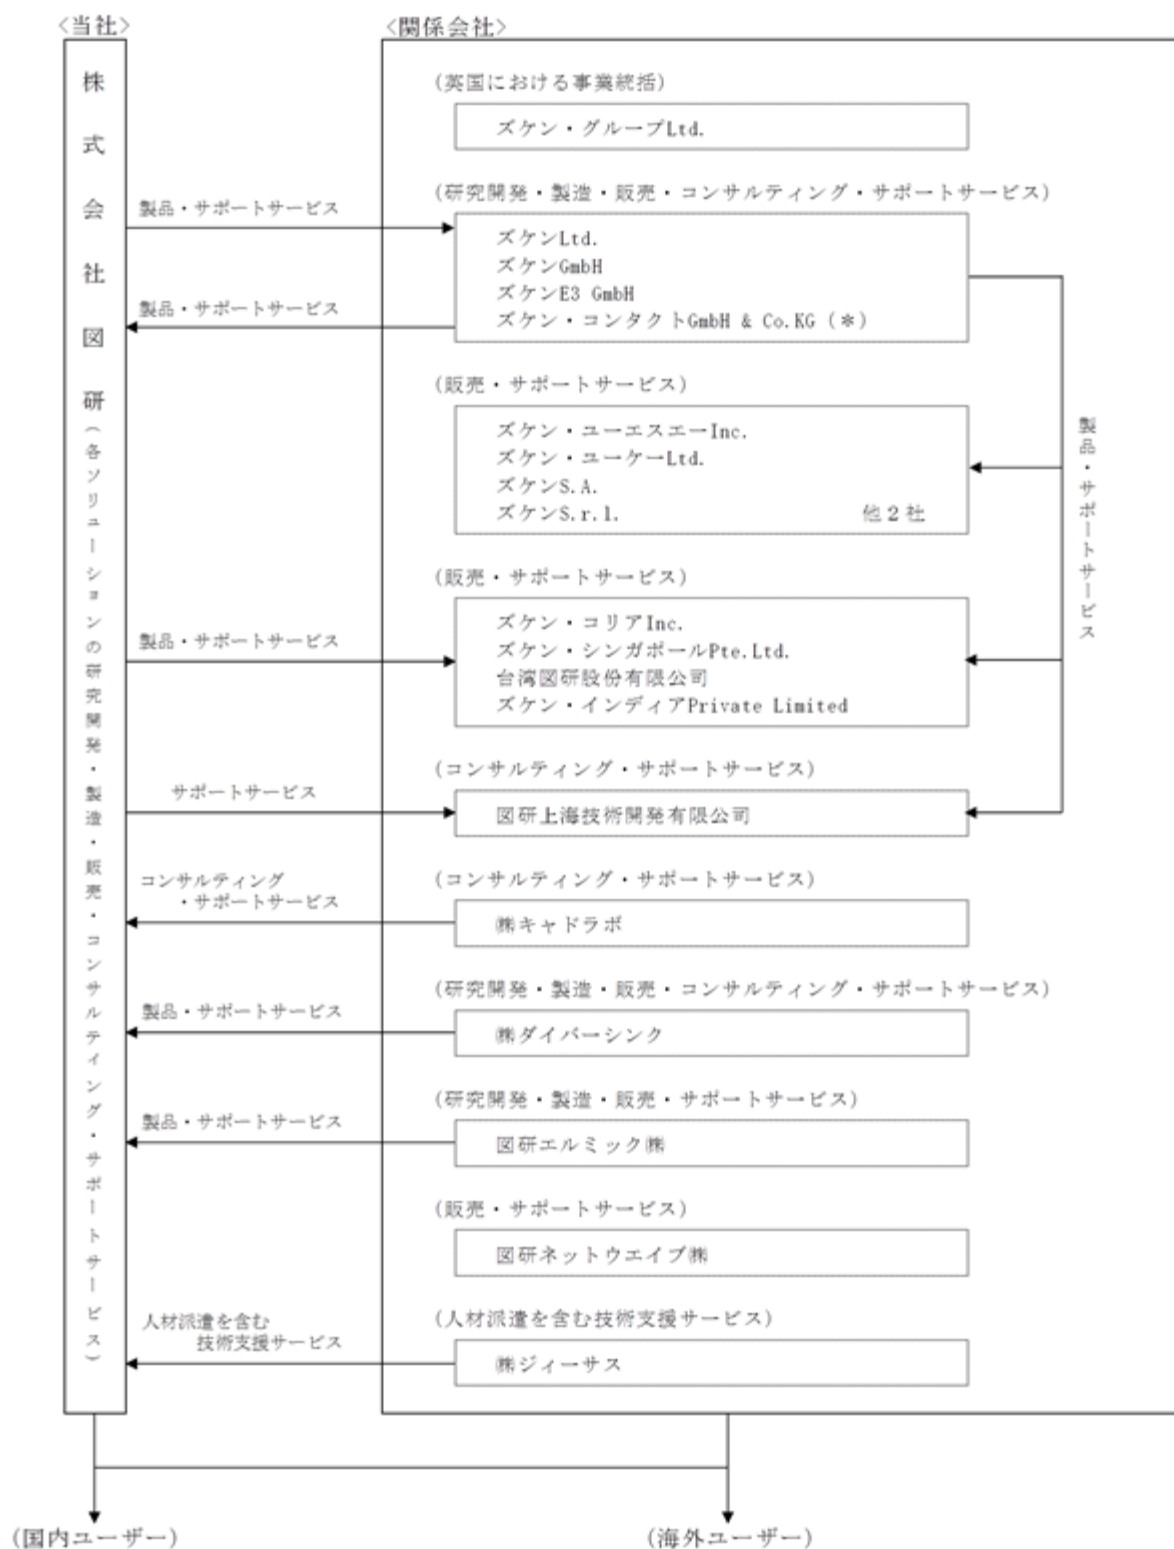 <当社>
株式会社図研(各ソリューションの研究開発・製造・販売・コンサルティング・サポートサービス)
<関係会社>
(英国における事業統括)
ズケン・グループLtd.
(研究開発・製造・販売・コンサルティング・サポートサービス)
製品・サポートサービス
ズケンLtd.
ズケンGmbH
ズケンE3 GmbH
製品・サポートサービス
ズケン・コンタクトGmbH & Co.KG (*)
(販売・サポートサービス)
ズケン・ユーエスエーInc.
ズケン・ユーケーLtd.
ズケンS.A.
ズケンS.r.l. 他2社
製品・サポートサービス
(販売・サポートサービス)
製品・サポートサービス
ズケン・コリアInc.
ズケン・シンガポールPte.Ltd.
台湾図研股份有限公司
ズケン・インディアPrivate Limited
(コンサルティング・サポートサービス)
サポートサービス
図研上海技術開発有限公司
(コンサルティング・サポートサービス)
コンサルティング
・サポートサービス
㈱キャドラボ
(研究開発・製造・販売・コンサルティング・サポートサービス)
製品・サポートサービス
㈱ダイバーシンク
(研究開発・製造・販売・サポートサービス)
製品・サポートサービス
図研エルミック㈱
(販売・サポートサービス)
図研ネットウエイブ㈱
(人材派遣を含む技術支援サービス)
人材派遣を含む
技術支援サービス
㈱ジィーサス
(国内ユーザー)
(海外ユーザー)